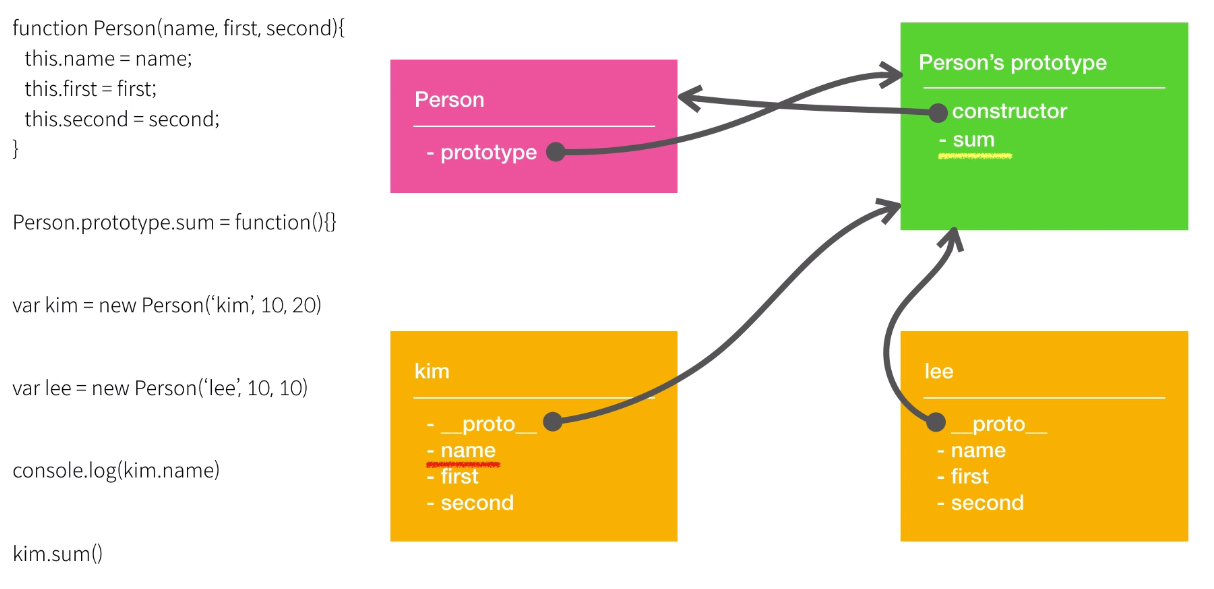 function Person(name, first, second){
this.name = name;
this.first = first;
this.second = second;
}
Person.prototype.sum = function(){}
var kim = new Person(‘kim’, 10, 20)
var lee = new Person(‘lee’, 10, 10)
console.log(kim.name)
kim.sum()
Person
- prototype
Person’s prototype
constructor
- sum
kim
- __proto__
- name
- first
- second
lee
__proto__
- name
- first
- second